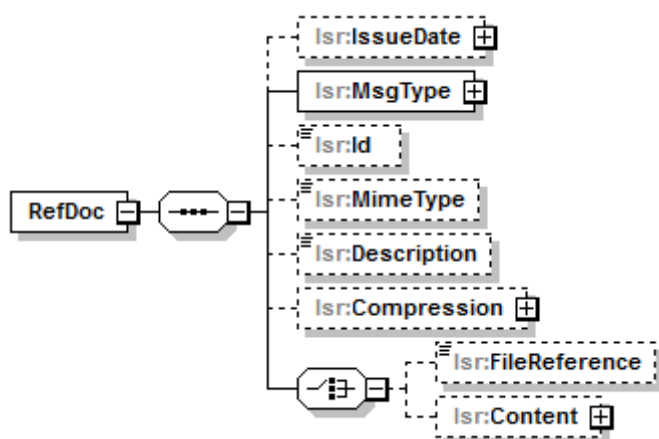 lsr:IssueDate
lsr:MsgType
lsr:Id
RefDoc
lsr:MimeType
lsr:Description
lsr:Compression
lsr:FileReference
lsr:Content